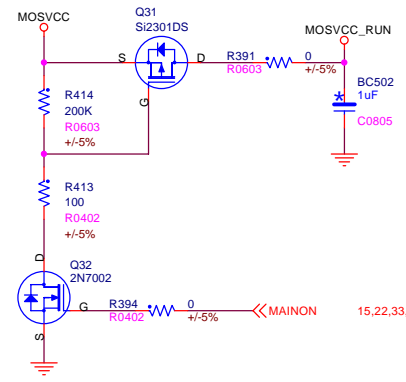 MOSVCC
Q31
Si2301DS
S
D
G
R391
R0603
0
+/-5%
MOSVCC_RUN
BC502
1uF
C0805
R414
200K
R0603
+/-5%
R413
100
R0402
+/-5%
D
Q32
2N7002
G
S
R394
R0402
0
+/-5%
MAINON
15,22,33,